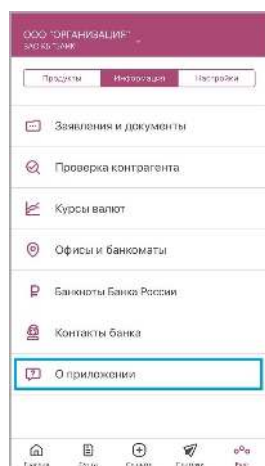 ООО "ОРГАНИЗАЦИЯ"
Продукты Информация Настройки
Заявления и документы
Проверка контрагента
Курсы валют
Офисы и банкоматы
Банкноты Банка России
Контакты банка
О приложении